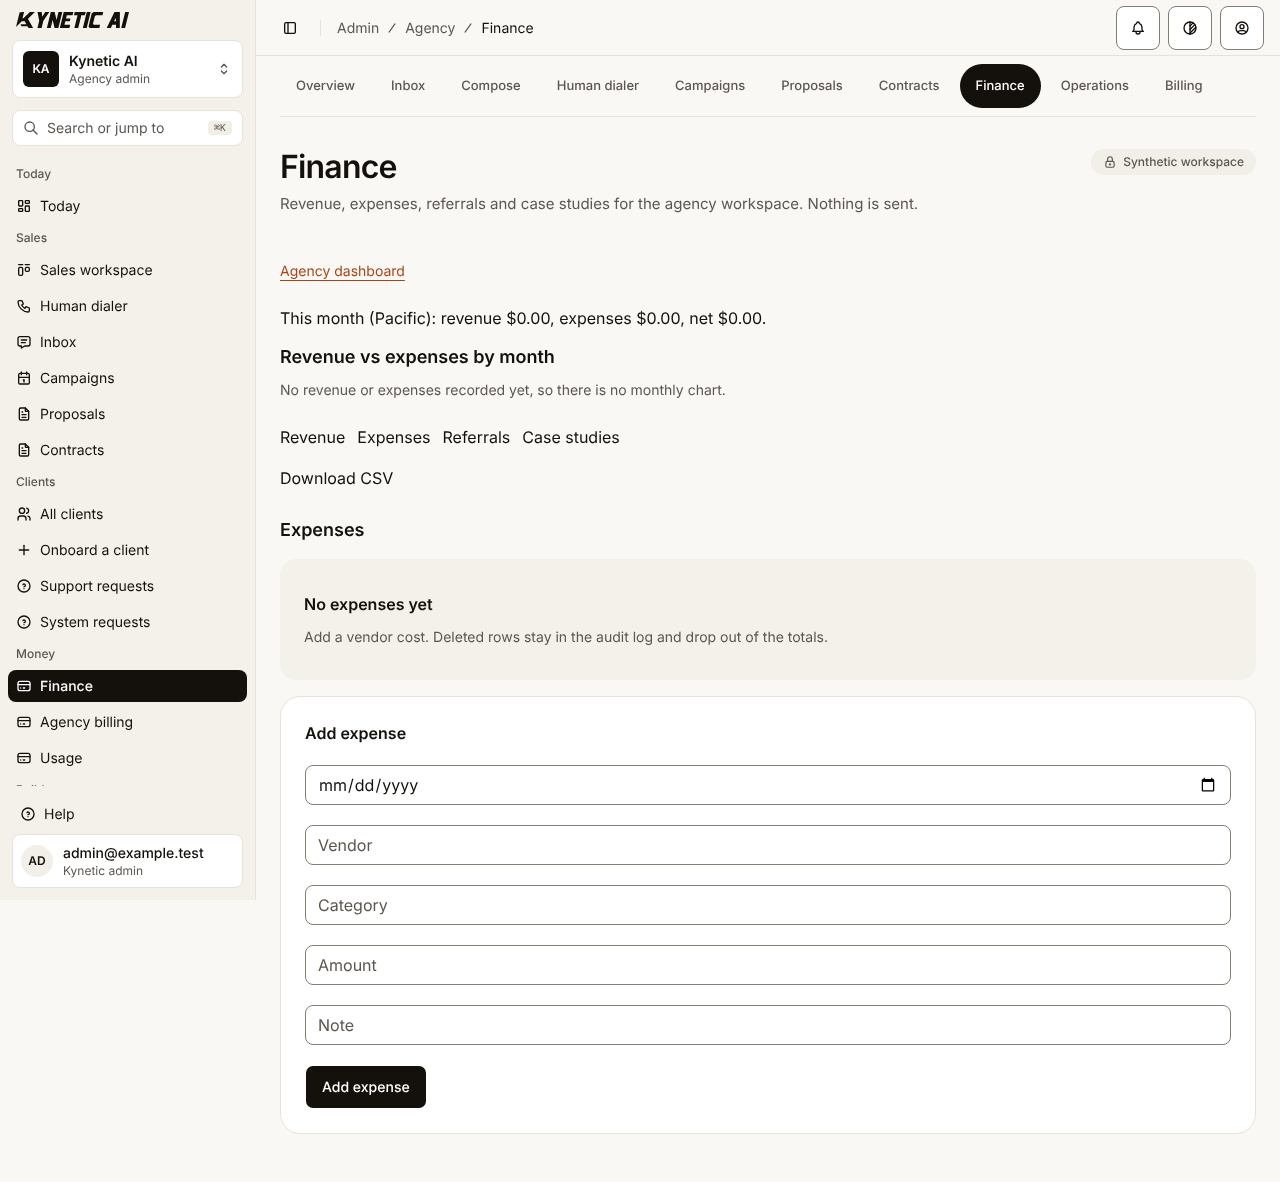 KYNETIC AI
KA
Kynetic AI
Agency admin
Search or jump to
⌘K
Today
Today
Sales
Sales workspace
Human dialer
Inbox
Campaigns
Proposals
Contracts
Clients
All clients
Onboard a client
Support requests
System requests
Money
Finance
Agency billing
Usage
Help
AD
admin@example.test
Kynetic admin
Admin / Agency / Finance
Overview Inbox Compose Human dialer Campaigns Proposals Contracts Finance Operations Billing
Finance
Synthetic workspace
Revenue, expenses, referrals and case studies for the agency workspace. Nothing is sent.
Agency dashboard
This month (Pacific): revenue $0.00, expenses $0.00, net $0.00.
Revenue vs expenses by month
No revenue or expenses recorded yet, so there is no monthly chart.
Revenue Expenses Referrals Case studies
Download CSV
Expenses
No expenses yet
Add a vendor cost. Deleted rows stay in the audit log and drop out of the totals.
Add expense
mm/dd/yyyy
Vendor
Category
Amount
Note
Add expense